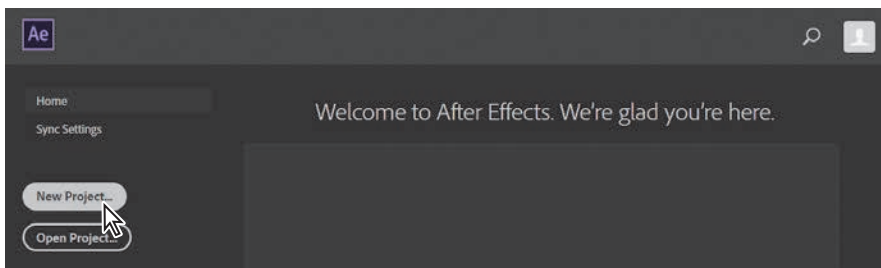 Ae
Home
Welcome to After Effects. We're glad you're here.
Sync Settings
New Project...
Open Project...